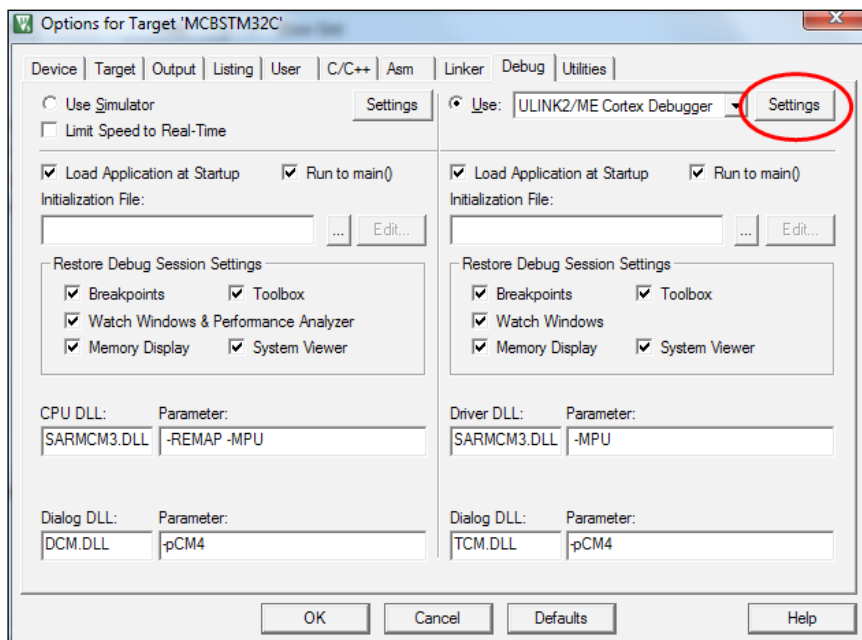 Options for Target 'MCBSTM32C'
Device Target Output Listing User C/C++ Asm Linker Debug Utilities
Use Simulator Settings
Limit Speed to Real-Time
Use: ULINK2/ME Cortex Debugger Settings
Load Application at Startup Run to main()
Initialization File:
... Edit...
Restore Debug Session Settings
Breakpoints Toolbox
Watch Windows & Performance Analyzer
Memory Display System Viewer
CPU DLL: Parameter:
SARMCM3.DLL -REMAP -MPU
Dialog DLL: Parameter:
DCM.DLL -pCM4
Load Application at Startup Run to main()
Initialization File:
... Edit...
Restore Debug Session Settings
Breakpoints Toolbox
Watch Windows
Memory Display System Viewer
Driver DLL: Parameter:
SARMCM3.DLL -MPU
Dialog DLL: Parameter:
TCM.DLL -pCM4
OK Cancel Defaults Help